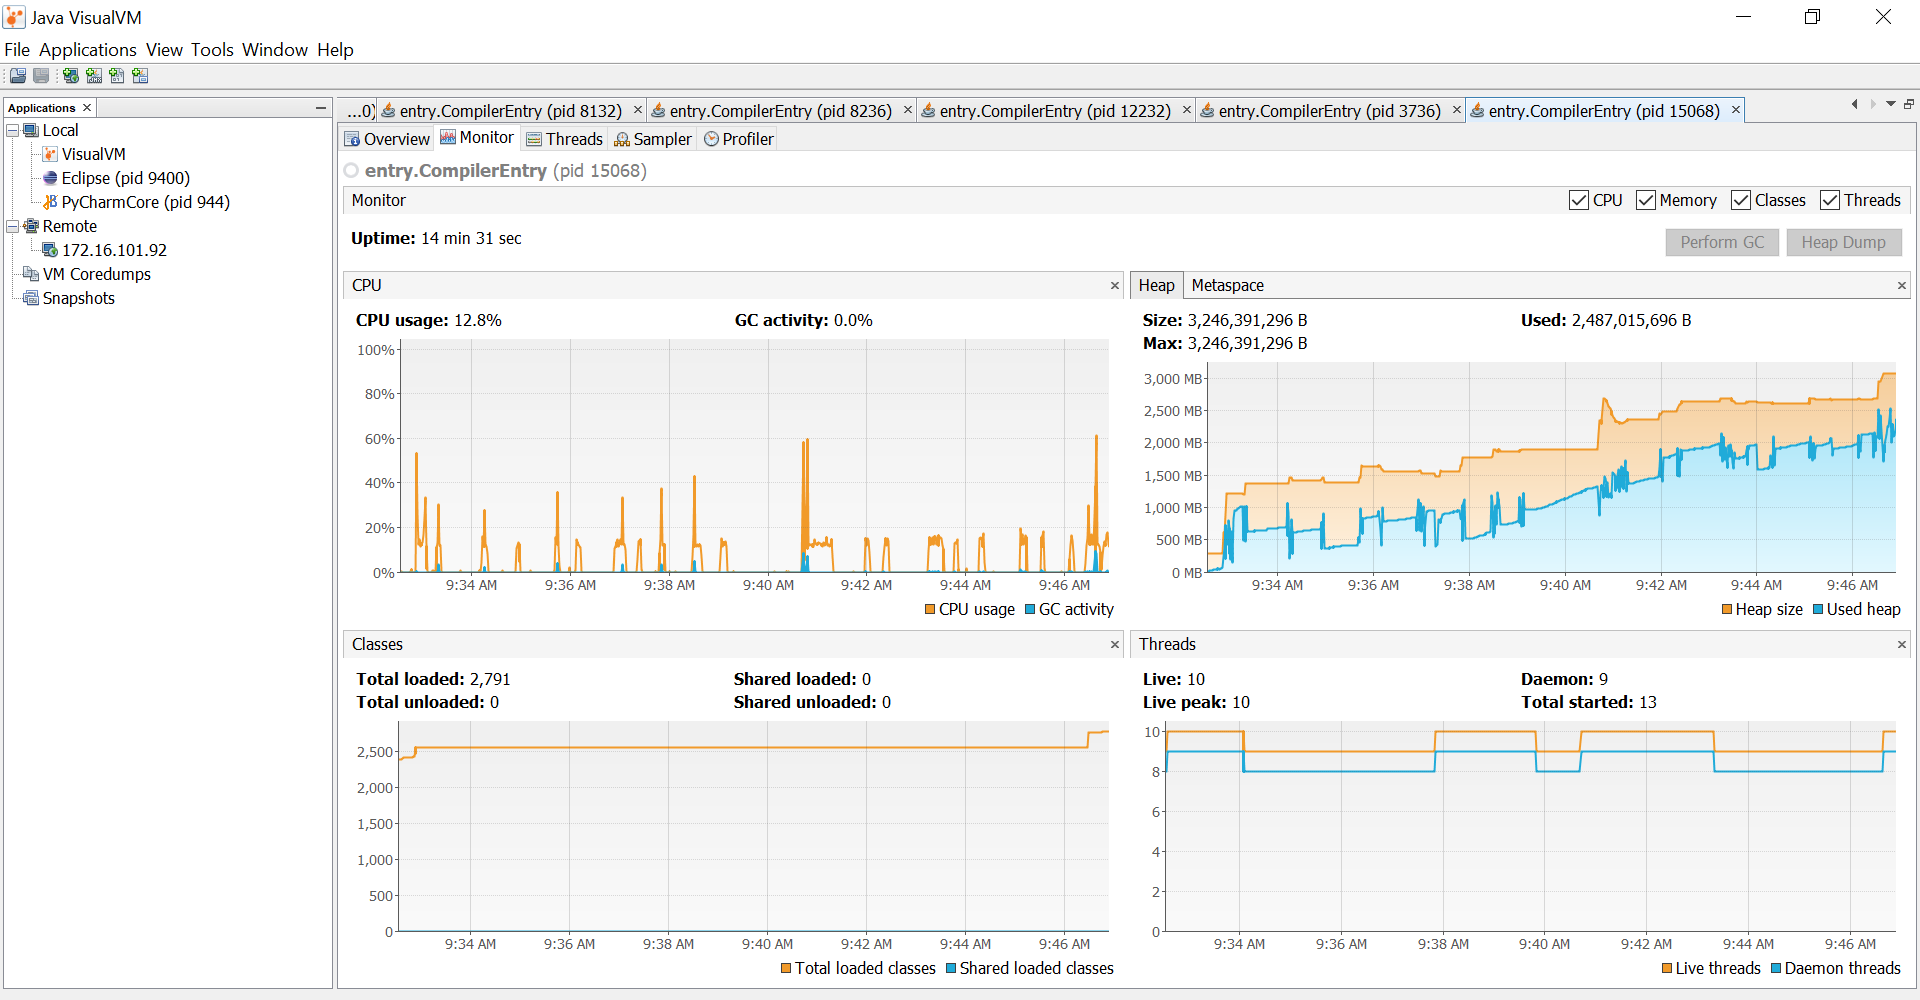 Java VisualVM
File Applications View Tools Window Help
Applications
Local
VisualVM
Eclipse (pid 9400)
PyCharmCore (pid 944)
Remote
172.16.101.92
VM Coredumps
Snapshots
...0) entry.CompilerEntry (pid 8132) entry.CompilerEntry (pid 8236) entry.CompilerEntry (pid 12232) entry.CompilerEntry (pid 3736) entry.CompilerEntry (pid 15068)
Overview Monitor Threads Sampler Profiler
entry.CompilerEntry (pid 15068)
Monitor CPU Memory Classes Threads
Uptime: 14 min 31 sec
Perform GC Heap Dump
CPU
CPU usage: 12.8% GC activity: 0.0%
100%
80%
60%
40%
20%
0%
9:34 AM 9:36 AM 9:38 AM 9:40 AM 9:42 AM 9:44 AM 9:46 AM
CPU usage GC activity
Heap Metaspace
Size: 3,246,391,296 B Used: 2,487,015,696 B
Max: 3,246,391,296 B
3,000 MB
2,500 MB
2,000 MB
1,500 MB
1,000 MB
500 MB
0 MB
9:34 AM 9:36 AM 9:38 AM 9:40 AM 9:42 AM 9:44 AM 9:46 AM
Heap size Used heap
Classes
Total loaded: 2,791 Shared loaded: 0
Total unloaded: 0 Shared unloaded: 0
2,500
2,000
1,500
1,000
500
0
9:34 AM 9:36 AM 9:38 AM 9:40 AM 9:42 AM 9:44 AM 9:46 AM
Total loaded classes Shared loaded classes
Threads
Live: 10 Daemon: 9
Live peak: 10 Total started: 13
10
8
6
4
2
0
9:34 AM 9:36 AM 9:38 AM 9:40 AM 9:42 AM 9:44 AM 9:46 AM
Live threads Daemon threads